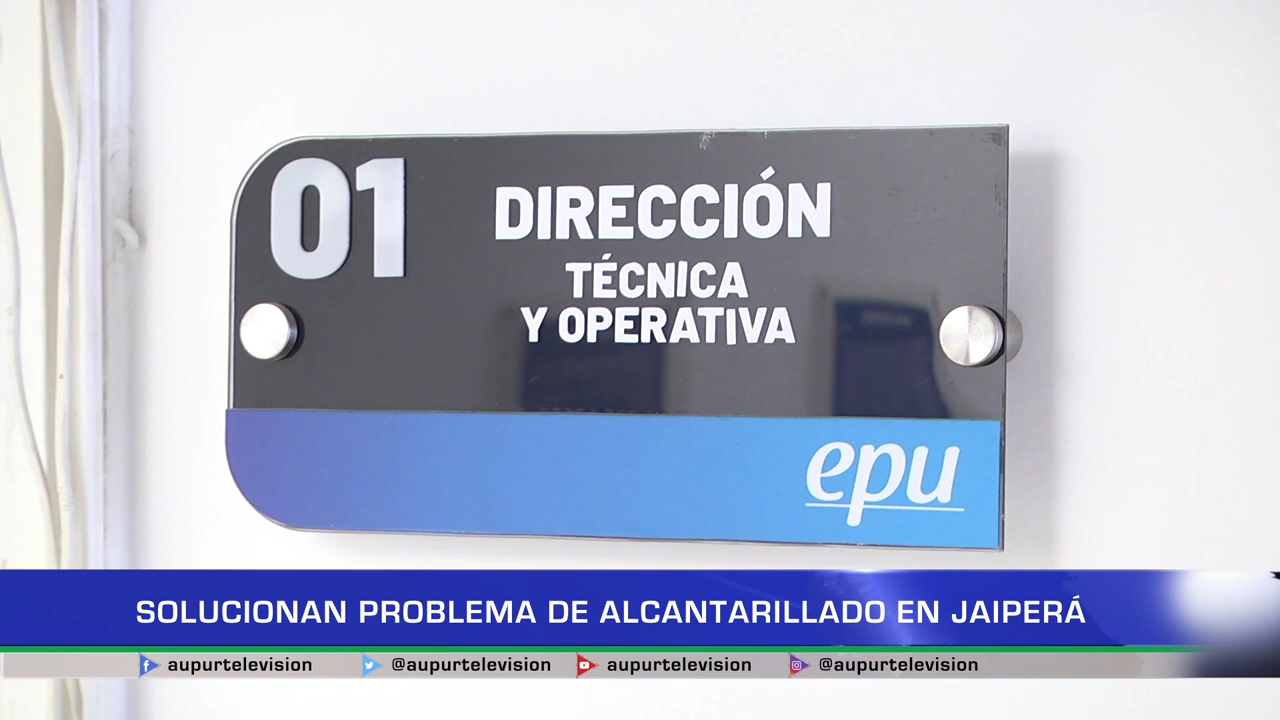 01
DIRECCIÓN
TÉCNICA
Y OPERATIVA
epu
SOLUCIONAN PROBLEMA DE ALCANTARILLADO EN JAIPERÁ
aupurtelevision @aupurtelevision aupurtelevision @aupurtelevision